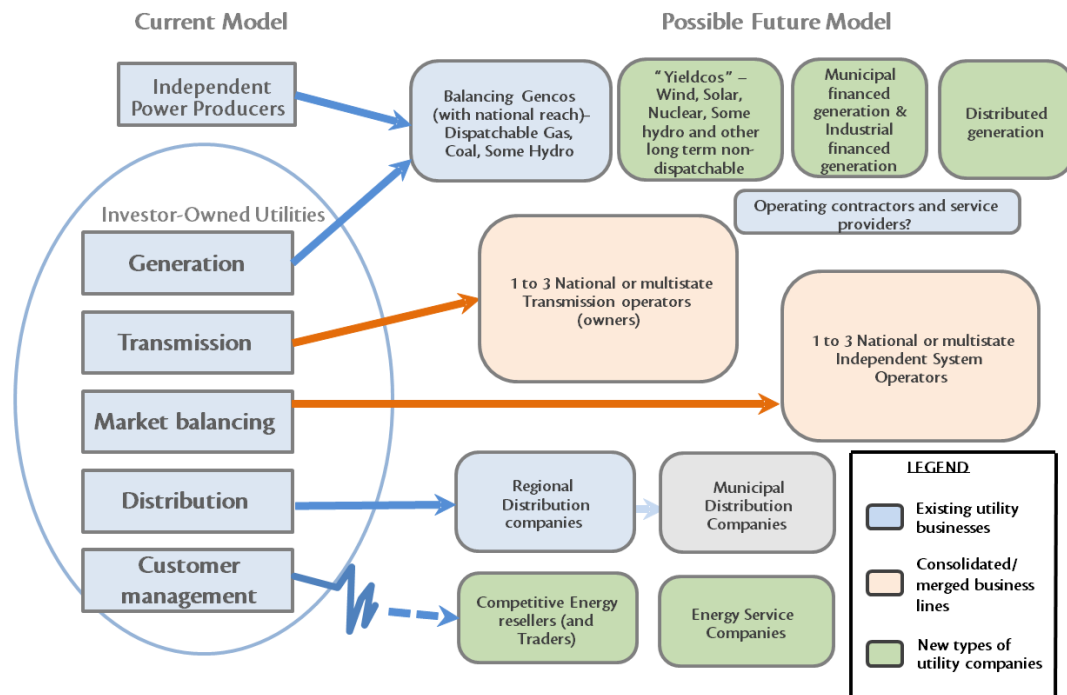 Current Model
Possible Future Model
Independent
Power Producers
Balancing Gencos
(with national reach)-
Dispatchable Gas,
Coal, Some Hydro
“Yieldcos” –
Wind, Solar,
Nuclear, Some
hydro and other
long term non-
dispatchable
Municipal
financed
generation &
Industrial
financed
generation
Distributed
generation
Operating contractors and service
providers?
Investor-Owned Utilities
Generation
Transmission
Market balancing
Distribution
Customer
management
1 to 3 National or multistate
Transmission operators
(owners)
1 to 3 National or multistate
Independent System
Operators
Regional
Distribution
companies
Municipal
Distribution
Companies
Competitive Energy
resellers (and
Traders)
Energy Service
Companies
LEGEND
Existing utility
businesses
Consolidated/
merged business
lines
New types of
utility companies